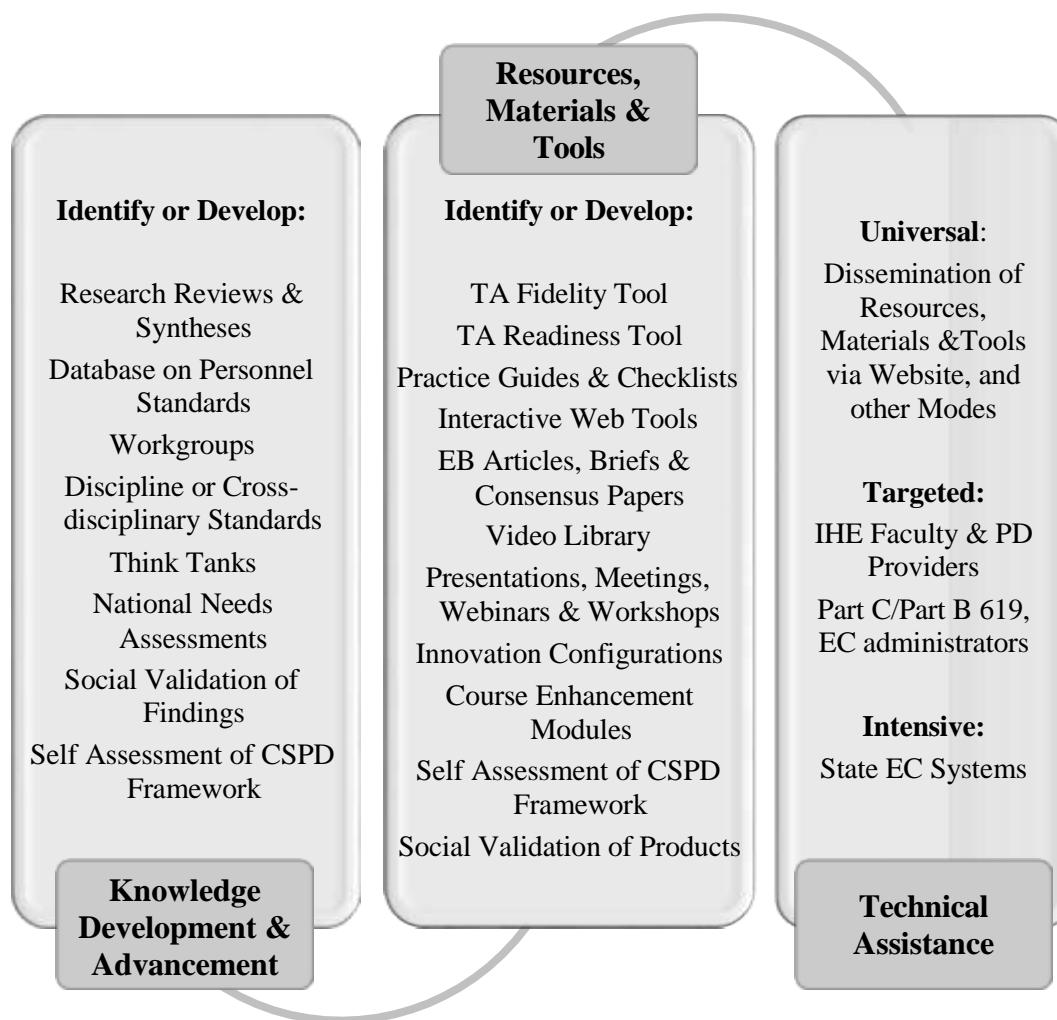 Identify or Develop:
Research Reviews &
Syntheses
Database on Personnel
Standards
Workgroups
Discipline or Cross-
disciplinary Standards
Think Tanks
National Needs
Assessments
Social Validation of
Findings
Self Assessment of CSPD
Framework
Knowledge
Development &
Advancement
Resources,
Materials &
Tools
Identify or Develop:
TA Fidelity Tool
TA Readiness Tool
Practice Guides & Checklists
Interactive Web Tools
EB Articles, Briefs &
Consensus Papers
Video Library
Presentations, Meetings,
Webinars & Workshops
Innovation Configurations
Course Enhancement
Modules
Self Assessment of CSPD
Framework
Social Validation of Products
Universal:
Dissemination of
Resources,
Materials &Tools
via Website, and
other Modes
Targeted:
IHE Faculty & PD
Providers
Part C/Part B 619,
EC administrators
Intensive:
State EC Systems
Technical
Assistance